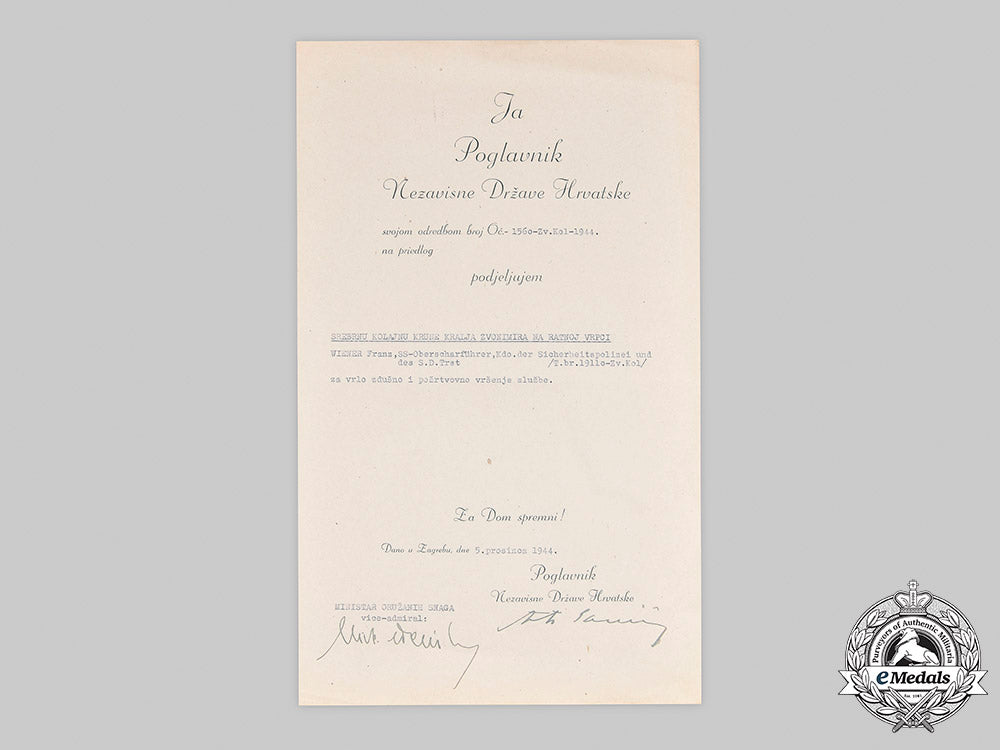 Ja
Poglavnik
Nezavisne Države Hrvatske
svojom odredbom broj Oč.- 1560-Zv.Kol-1944.
na priedlog
podjeljujem
SREBRNU KOLAJNU KRUNE KRALJA ZVONIMIRA NA RATNOJ VRPCI
WIENER Franz, SS-Oberscharführer, Kdo. der Sicherheitspolizei und
des S.D.Trst /T.br.19110-Zv.Kol/
za vrlo zdušno i požrtvovno vršenje službe.
Za Dom spremni!
Dano u Zagrebu, dne 5.prosinca 1944.
Poglavnik
Nezavisne Države Hrvatske
MINISTAR ORUŽANIH SNAGA
vice-admiral:
Purveyors of Authentic Militaria
eMedals